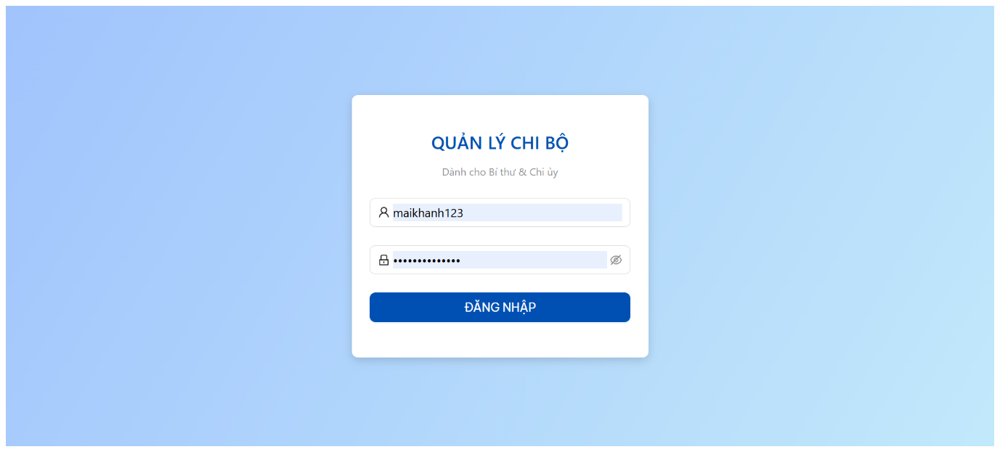 QUẢN LÝ CHI BỘ
Dành cho Bí thư & Chi ủy
maikhanh123
••••••••••••••
ĐĂNG NHẬP